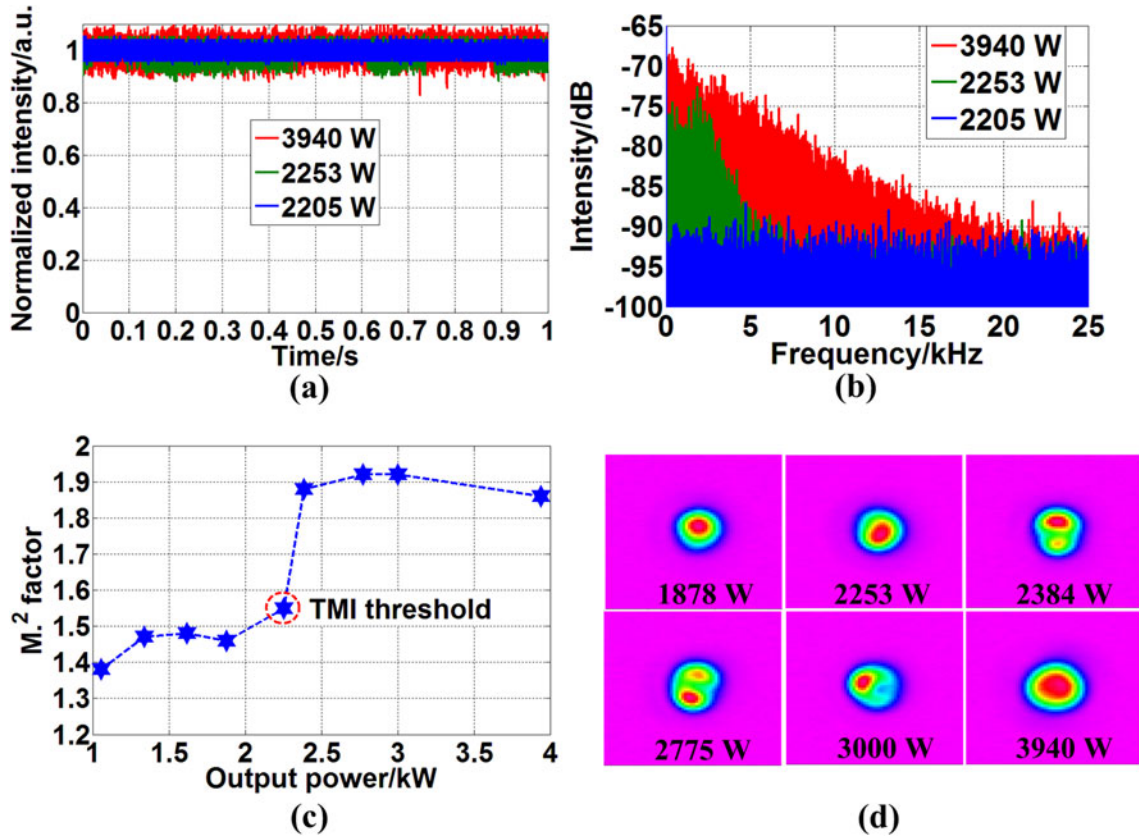 Normalized intensity/a.u.
1
0.8
0.6
0.4
0.2
0
3940 W
2253 W
2205 W
0 0.1 0.2 0.3 0.4 0.5 0.6 0.7 0.8 0.9 1
Time/s
(a)
Intensity/dB
-65
-70
-75
-80
-85
-90
-95
-100
3940 W
2253 W
2205 W
0 5 10 15 20 25
Frequency/kHz
(b)
M.² factor
2
1.9
1.8
1.7
1.6
1.5
1.4
1.3
1.2
TMI threshold
1 1.5 2 2.5 3 3.5 4
Output power/kW
(c)
1878 W 2253 W 2384 W
2775 W 3000 W 3940 W
(d)